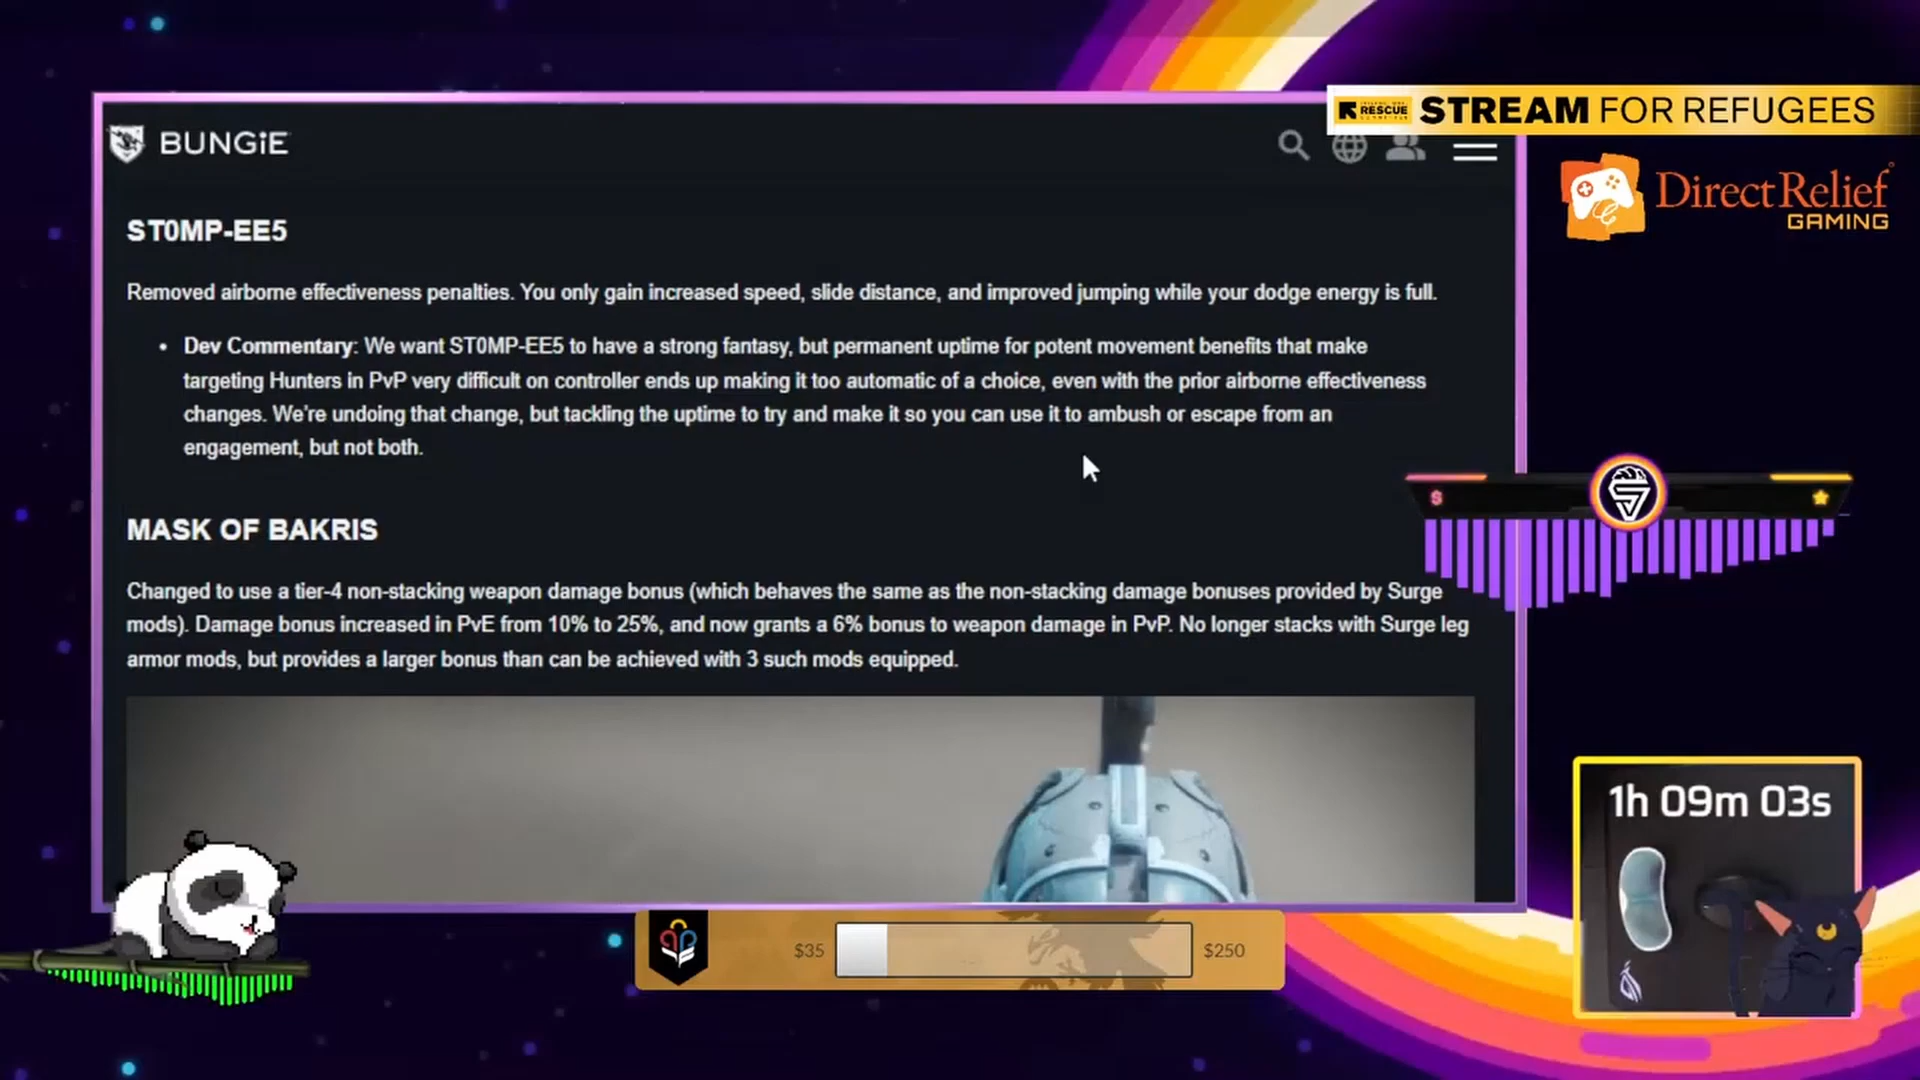 RESCUE
STREAM FOR REFUGEES
BUNGiE
Direct Relief
GAMING
ST0MP-EE5
Removed airborne effectiveness penalties. You only gain increased speed, slide distance, and improved jumping while your dodge energy is full.
• Dev Commentary: We want ST0MP-EE5 to have a strong fantasy, but permanent uptime for potent movement benefits that make
targeting Hunters in PvP very difficult on controller ends up making it too automatic of a choice, even with the prior airborne effectiveness
changes. We're undoing that change, but tackling the uptime to try and make it so you can use it to ambush or escape from an
engagement, but not both.
$
MASK OF BAKRIS
Changed to use a tier-4 non-stacking weapon damage bonus (which behaves the same as the non-stacking damage bonuses provided by Surge
mods). Damage bonus increased in PvE from 10% to 25%, and now grants a 6% bonus to weapon damage in PvP. No longer stacks with Surge leg
armor mods, but provides a larger bonus than can be achieved with 3 such mods equipped.
1h 09m 03s
$35
$250